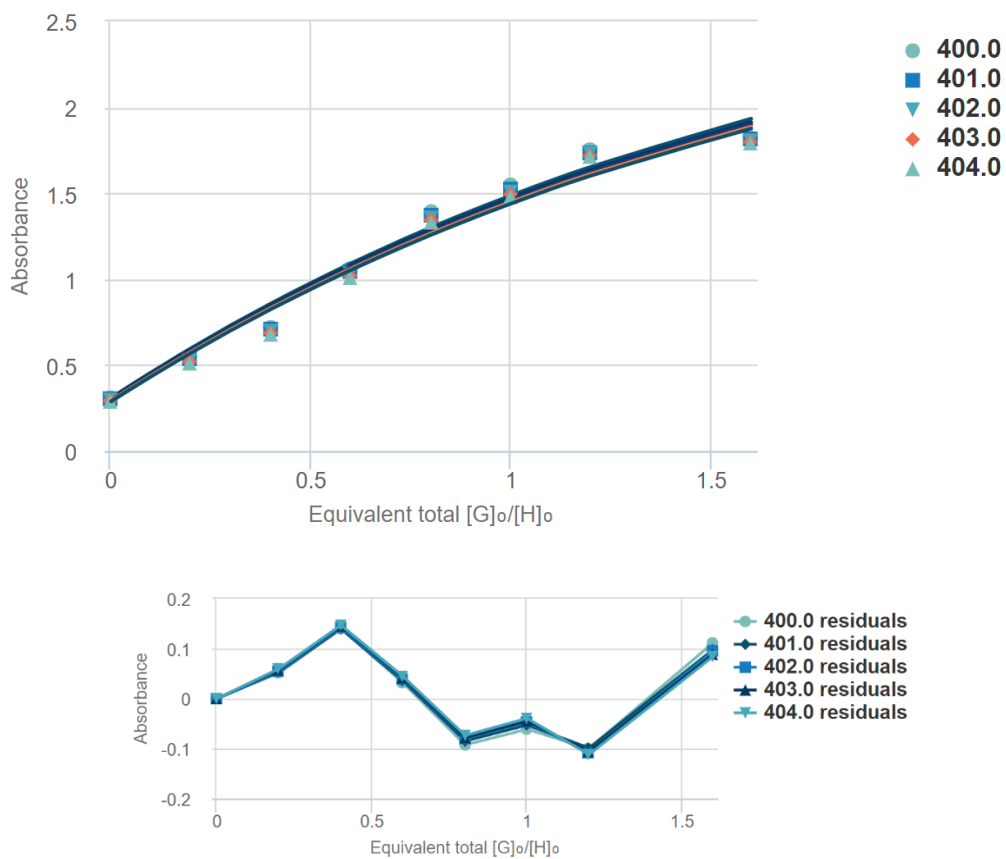 2.5
2
1.5
1
0.5
0
Absorbance
0 0.5 1 1.5
Equivalent total [G]₀/[H]₀
400.0
401.0
402.0
403.0
404.0
0.2
0.1
0
-0.1
-0.2
Absorbance
0 0.5 1 1.5
Equivalent total [G]₀/[H]₀
400.0 residuals
401.0 residuals
402.0 residuals
403.0 residuals
404.0 residuals